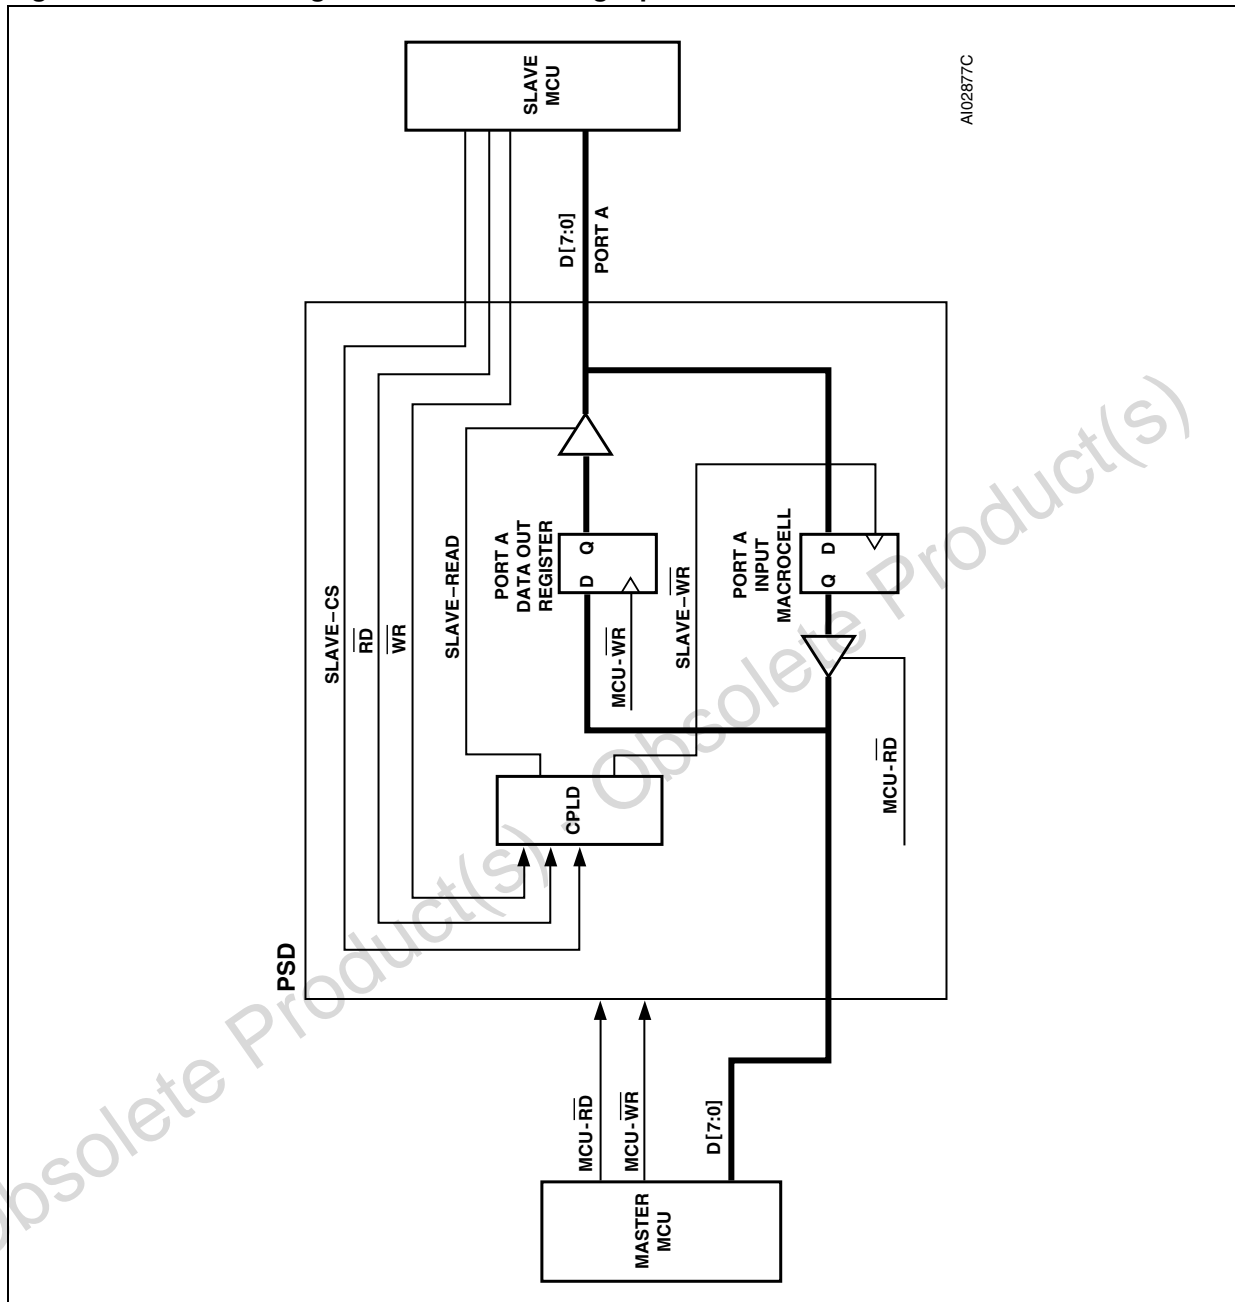 SLAVE
MCU
AI02877C
D[7:0]
PORT A
SLAVE–CS
RD
WR
SLAVE–READ
PORT A
DATA OUT
REGISTER
D Q
MCU-WR
SLAVE–WR
PORT A
INPUT
MACROCELL
Q D
MCU-RD
CPLD
PSD
MCU-RD
MCU-WR
D[7:0]
MASTER
MCU
Obsolete Product(s) - Obsolete Product(s)